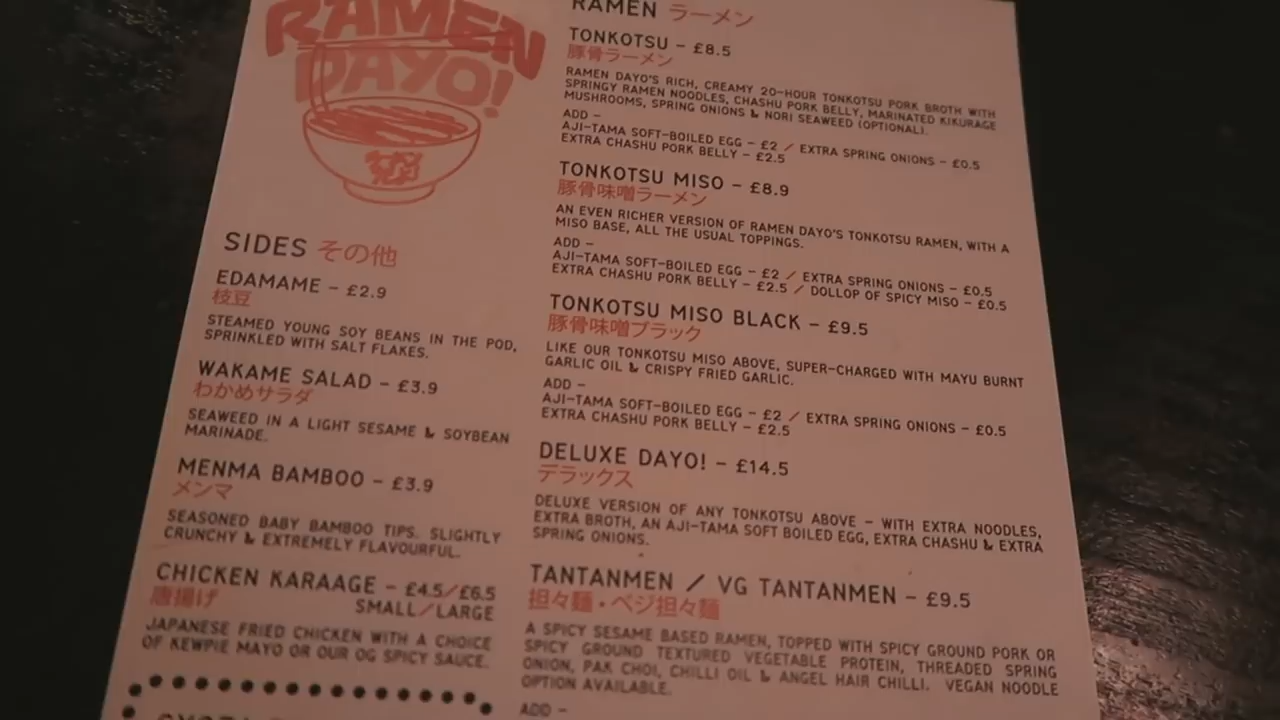 RAMEN
DAYO!
SIDES その他
EDAMAME – £2.9
枝豆
STEAMED YOUNG SOY BEANS IN THE POD,
SPRINKLED WITH SALT FLAKES.
WAKAME SALAD – £3.9
わかめサラダ
SEAWEED IN A LIGHT SESAME & SOYBEAN
MARINADE.
MENMA BAMBOO – £3.9
メンマ
SEASONED BABY BAMBOO TIPS. SLIGHTLY
CRUNCHY & EXTREMELY FLAVOURFUL.
CHICKEN KARAAGE – £4.5/£6.5
唐揚げ SMALL/LARGE
JAPANESE FRIED CHICKEN WITH A CHOICE
OF KEWPIE MAYO OR OUR OG SPICY SAUCE.
RAMEN ラーメン
TONKOTSU – £8.5
豚骨ラーメン
RAMEN DAYO'S RICH, CREAMY 20-HOUR TONKOTSU PORK BROTH WITH
SPRINGY RAMEN NOODLES, CHASHU PORK BELLY, MARINATED KIKURAGE
MUSHROOMS, SPRING ONIONS & NORI SEAWEED (OPTIONAL).
ADD –
AJI-TAMA SOFT-BOILED EGG – £2 / EXTRA SPRING ONIONS – £0.5
EXTRA CHASHU PORK BELLY – £2.5
TONKOTSU MISO – £8.9
豚骨味噌ラーメン
AN EVEN RICHER VERSION OF RAMEN DAYO'S TONKOTSU RAMEN, WITH A
MISO BASE, ALL THE USUAL TOPPINGS.
ADD –
AJI-TAMA SOFT-BOILED EGG – £2 / EXTRA SPRING ONIONS – £0.5
EXTRA CHASHU PORK BELLY – £2.5 / DOLLOP OF SPICY MISO – £0.5
TONKOTSU MISO BLACK – £9.5
豚骨味噌ブラック
LIKE OUR TONKOTSU MISO ABOVE, SUPER-CHARGED WITH MAYU BURNT
GARLIC OIL & CRISPY FRIED GARLIC.
ADD –
AJI-TAMA SOFT-BOILED EGG – £2 / EXTRA SPRING ONIONS – £0.5
EXTRA CHASHU PORK BELLY – £2.5
DELUXE DAYO! – £14.5
デラックス
DELUXE VERSION OF ANY TONKOTSU ABOVE – WITH EXTRA NOODLES,
EXTRA BROTH, AN AJI-TAMA SOFT BOILED EGG, EXTRA CHASHU & EXTRA
SPRING ONIONS.
TANTANMEN / VG TANTANMEN – £9.5
担々麺・ベジ担々麺
A SPICY SESAME BASED RAMEN, TOPPED WITH SPICY GROUND PORK OR
SPICY GROUND TEXTURED VEGETABLE PROTEIN, THREADED SPRING
ONION, PAK CHOI, CHILLI OIL & ANGEL HAIR CHILLI. VEGAN NOODLE
OPTION AVAILABLE.
ADD –